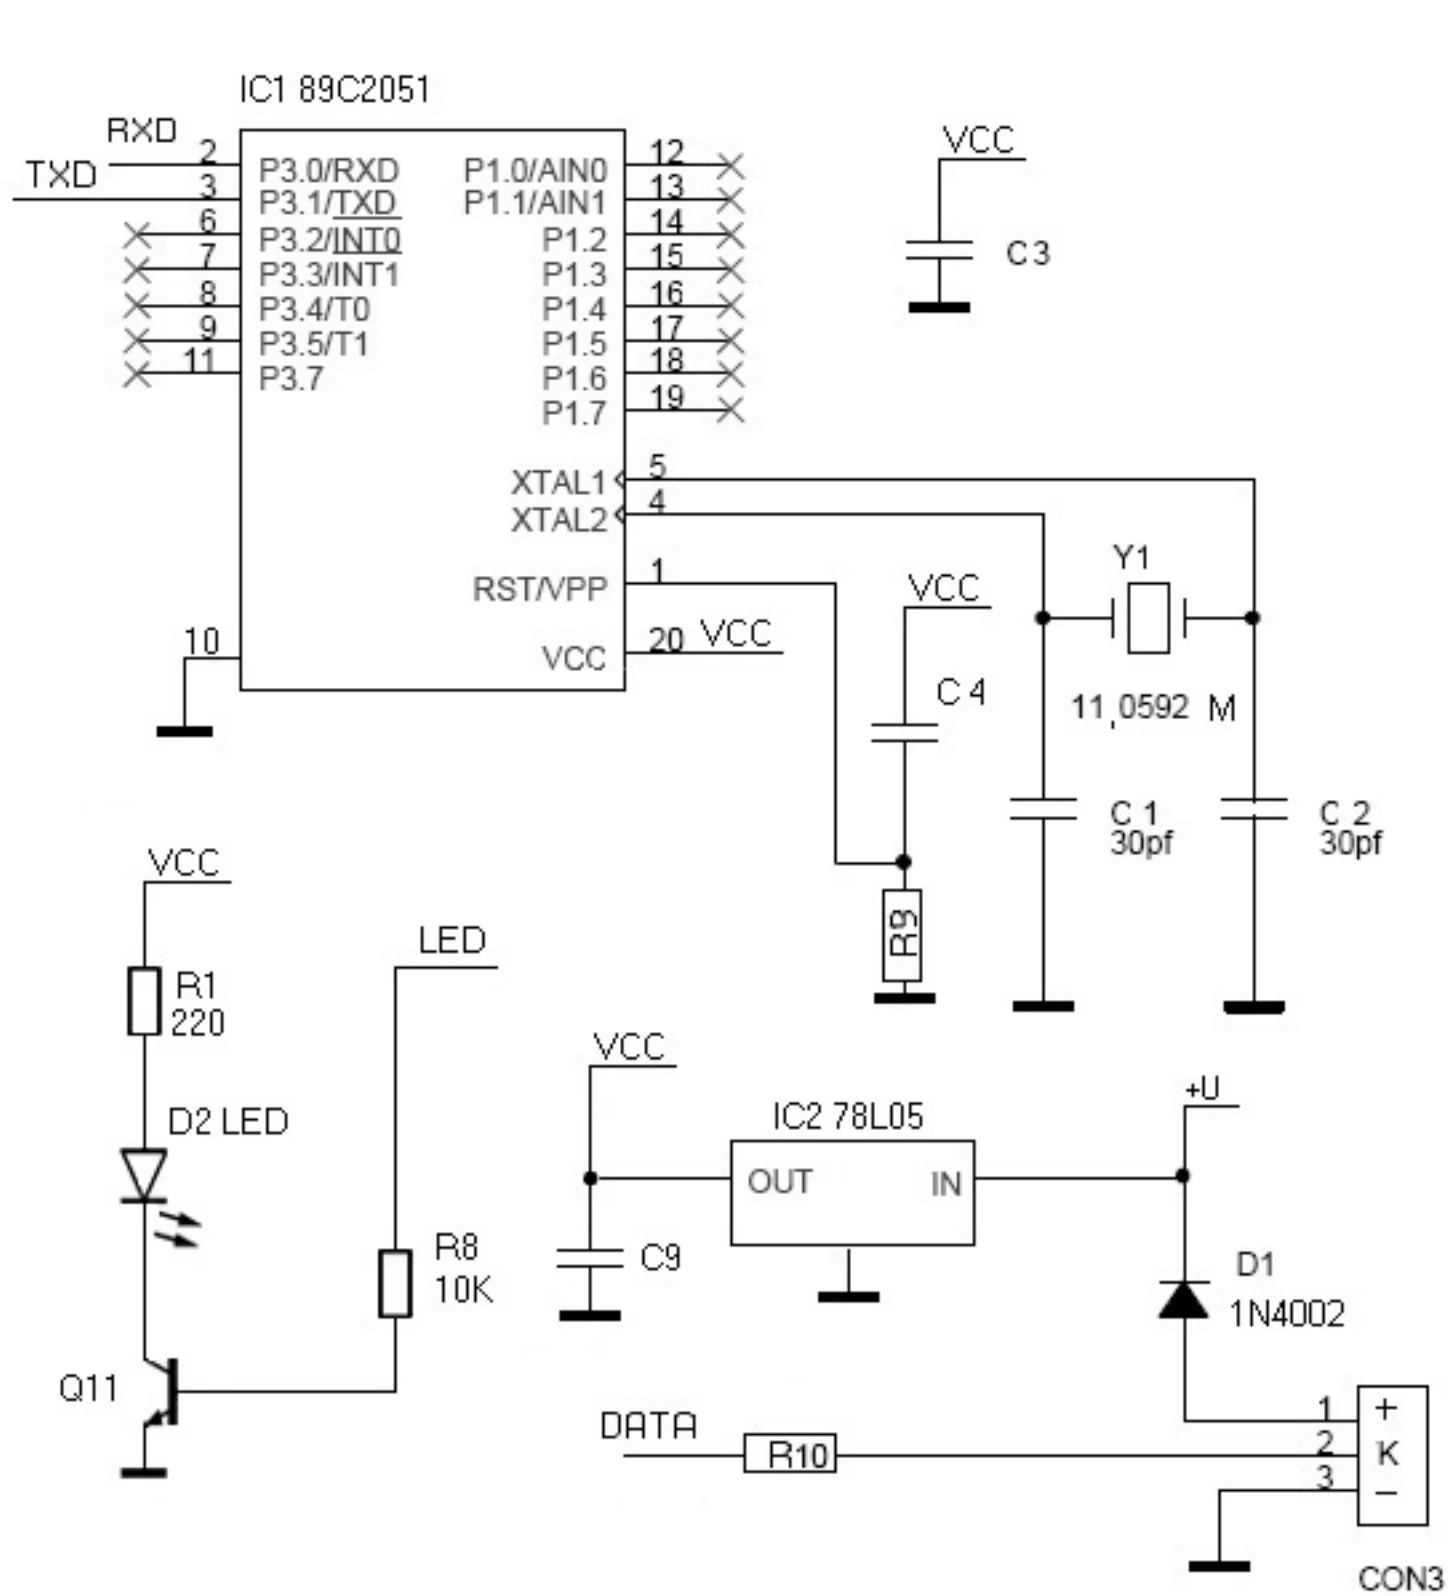 IC1 89C2051
RXD
TXD
2
3
6
7
8
9
11
10
P3.0/RXD
P3.1/TXD
P3.2/INT0
P3.3/INT1
P3.4/T0
P3.5/T1
P3.7
P1.0/AIN0
P1.1/AIN1
P1.2
P1.3
P1.4
P1.5
P1.6
P1.7
XTAL1
XTAL2
RST/VPP
VCC
12
13
14
15
16
17
18
19
5
4
1
20 VCC
VCC
C3
VCC
C4
R9
Y1
11,0592 M
C1
30pf
C2
30pf
VCC
R1
220
D2 LED
Q11
LED
R8
10K
VCC
C9
IC2 78L05
OUT
IN
+U
D1
1N4002
DATA
R10
1
2
3
+
K
−
CON3